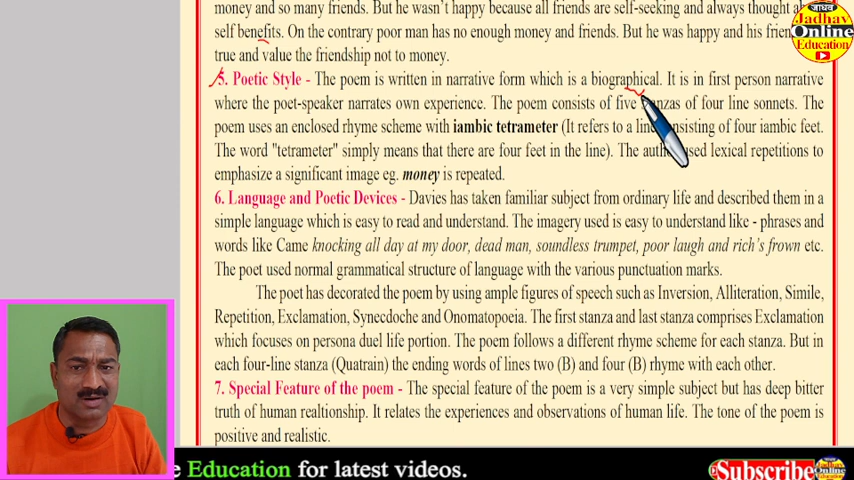 money and so many friends. But he wasn't happy because all friends are self-seeking and always thought
self benefits. On the contrary poor man has no enough money and friends. But he was happy and his
true and value the friendship not to money.
5. Poetic Style - The poem is written in narrative form which is a biographical. It is in first person narrative
where the poet-speaker narrates own experience. The poem consists of five of four line sonnets. The
poem uses an enclosed rhyme scheme with iambic tetrameter (It refers to a line of four iambic feet.
The word "tetrameter" simply means that there are four feet in the line). The used lexical repetitions to
emphasize a significant image eg. money is repeated.
6. Language and Poetic Devices - Davies has taken familiar subject from ordinary life and described them in a
simple language which is easy to read and understand. The imagery used is easy to understand like - phrases and
words like Came knocking all day at my door, dead man, soundless trumpet, poor laugh and rich's frown etc.
The poet used normal grammatical structure of language with the various punctuation marks.
The poet has decorated the poem by using ample figures of speech such as Inversion, Alliteration, Simile,
Repetition, Exclamation, Synecdoche and Onomatopoeia. The first stanza and last stanza comprises Exclamation
which focuses on persona duel life portion. The poem follows a different rhyme scheme for each stanza. But in
each four-line stanza (Quatrain) the ending words of lines two (B) and four (B) rhyme with each other.
7. Special Feature of the poem - The special feature of the poem is a very simple subject but has deep bitter
truth of human realtionship. It relates the experiences and observations of human life. The tone of the poem is
positive and realistic.
जाधव
Jadhav
Online
Education
Education for latest videos.
Subscribe
Jadhav
Online
Education